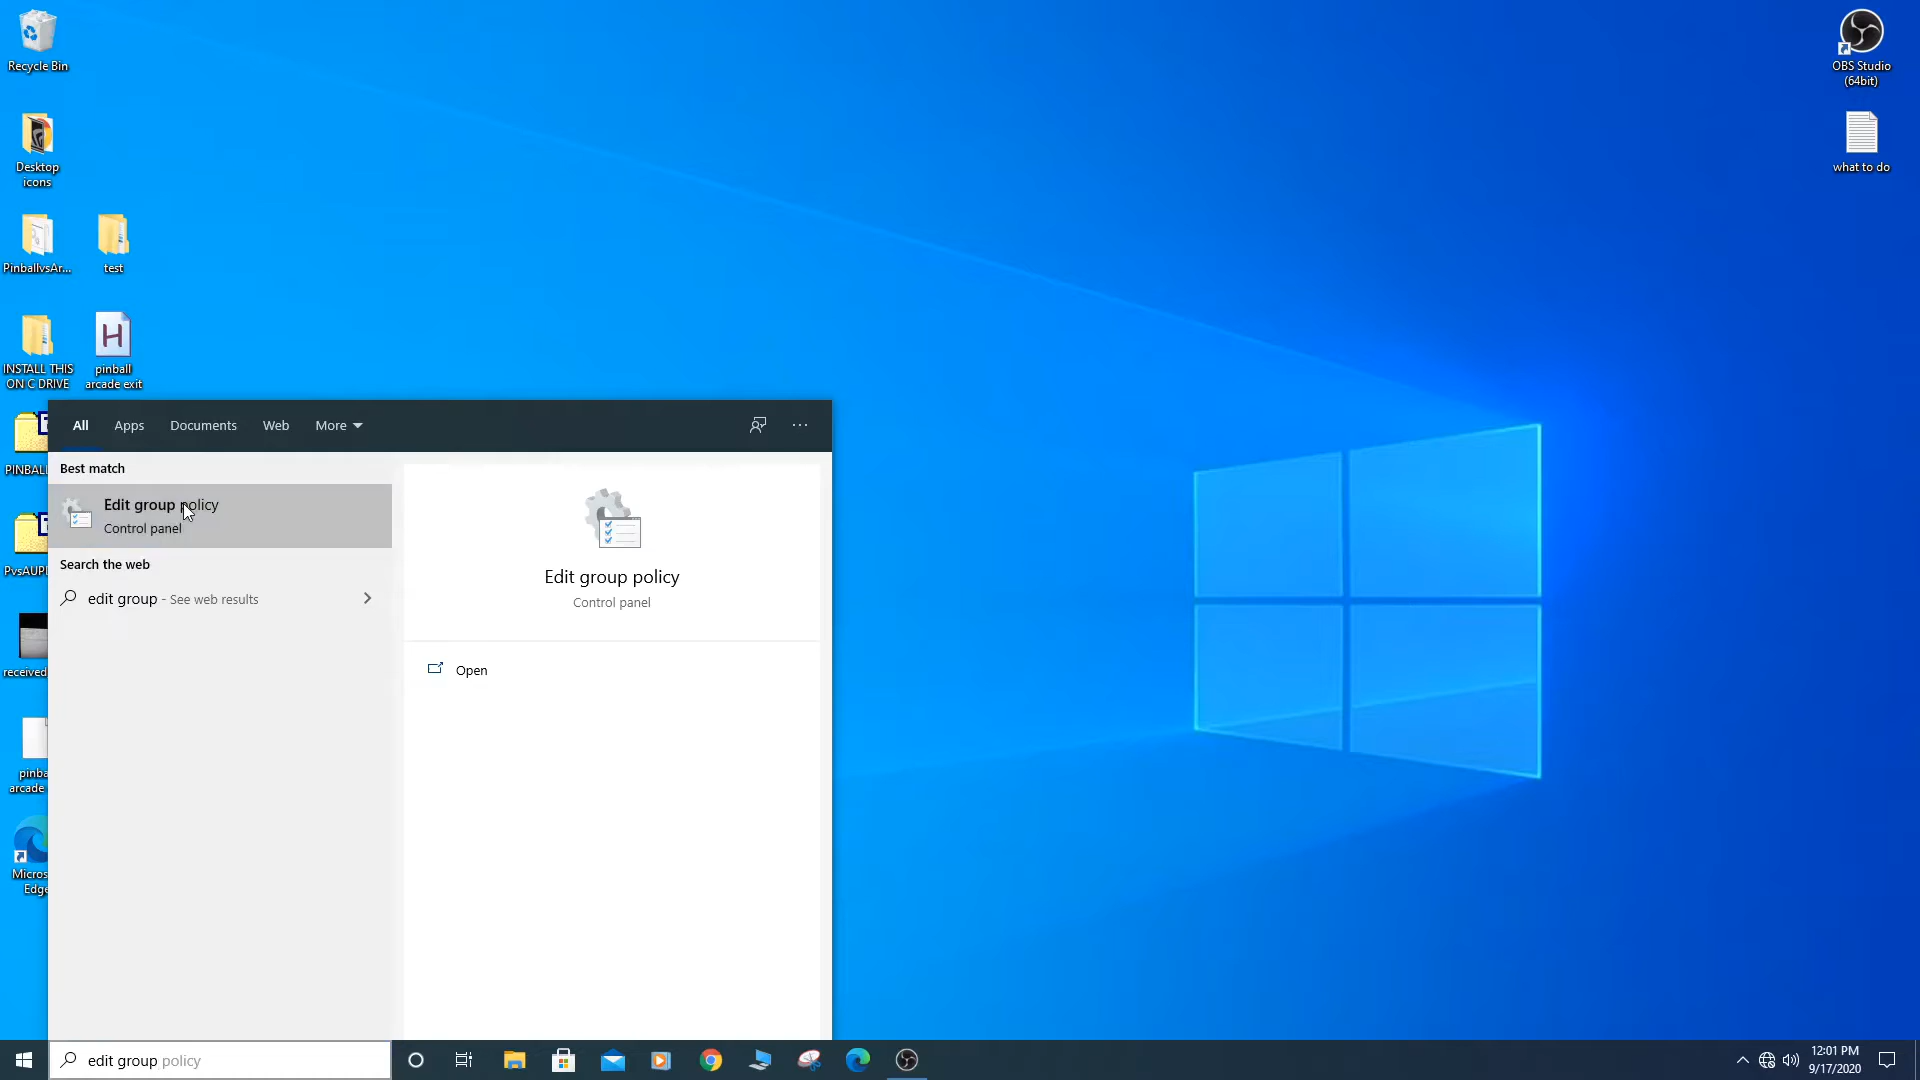 Recycle Bin
OBS Studio
(64bit)
Desktop
icons
what to do
PinballvsAr...
test
INSTALL THIS
ON C DRIVE
pinball
arcade exit
All
Apps
Documents
Web
More
...
PINBALL
Best match
Edit group policy
Control panel
Search the web
PvsAUP
edit group - See web results
Edit group policy
Control panel
Open
received
pinba
arcade
Micros
Edge
edit group policy
12:01 PM
9/17/2020